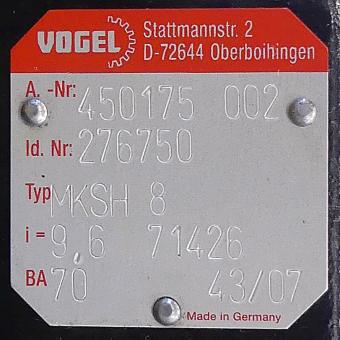 VOGEL
Stattmannstr. 2
D-72644 Oberboihingen
A. -Nr: 450175 002
Id. Nr: 276750
Typ MKSH 8
i = 9,6 71426
BA 70 43/07
Made in Germany